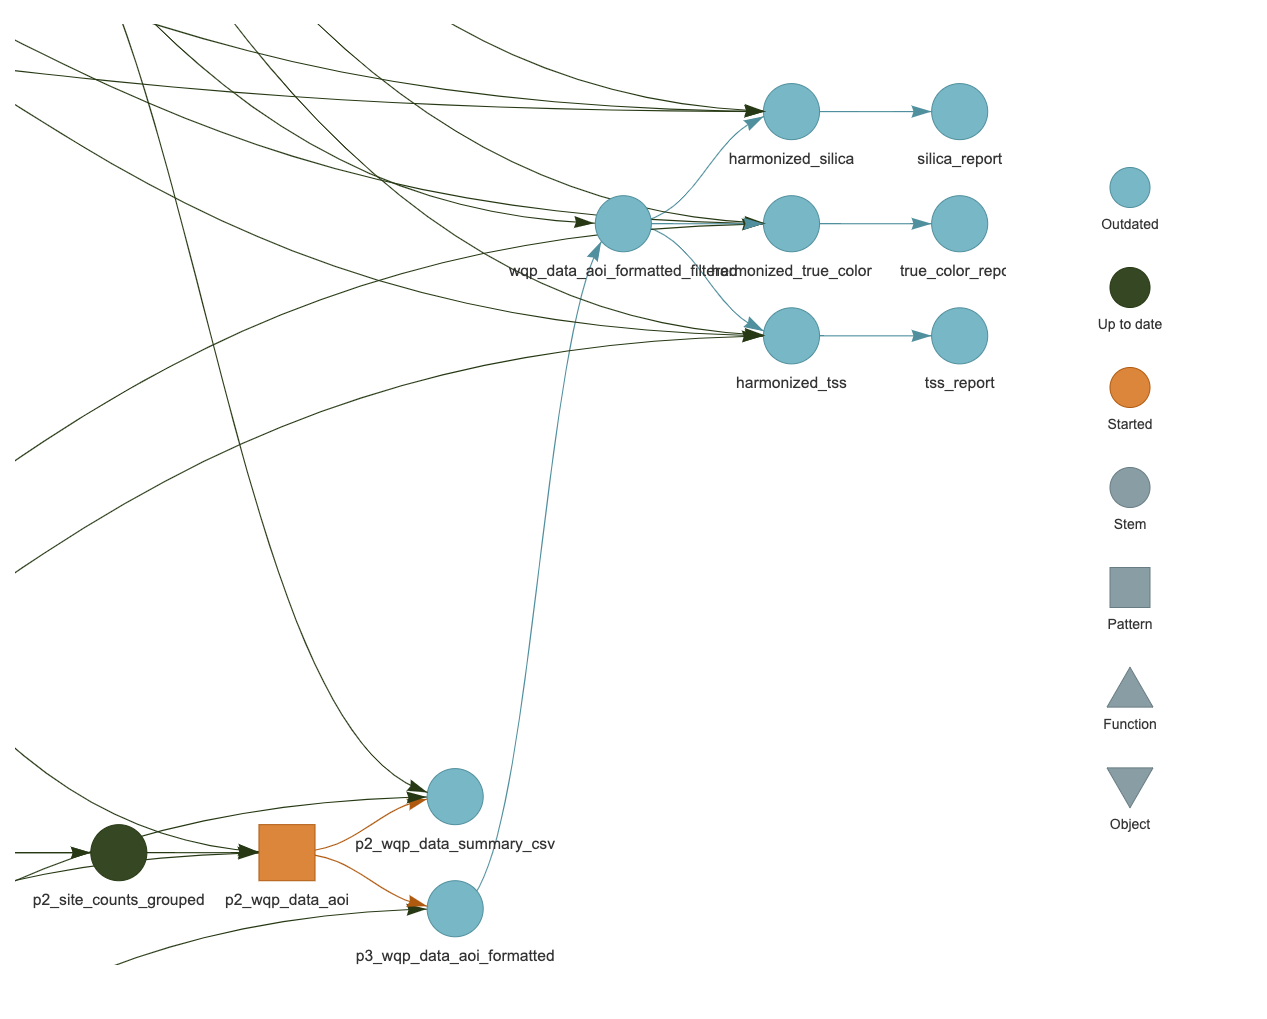 harmonized_silica
silica_report
wqp_data_aoi_formatted_filtered
harmonized_true_color
true_color_repo
harmonized_tss
tss_report
p2_wqp_data_summary_csv
p2_site_counts_grouped
p2_wqp_data_aoi
p3_wqp_data_aoi_formatted
Outdated
Up to date
Started
Stem
Pattern
Function
Object